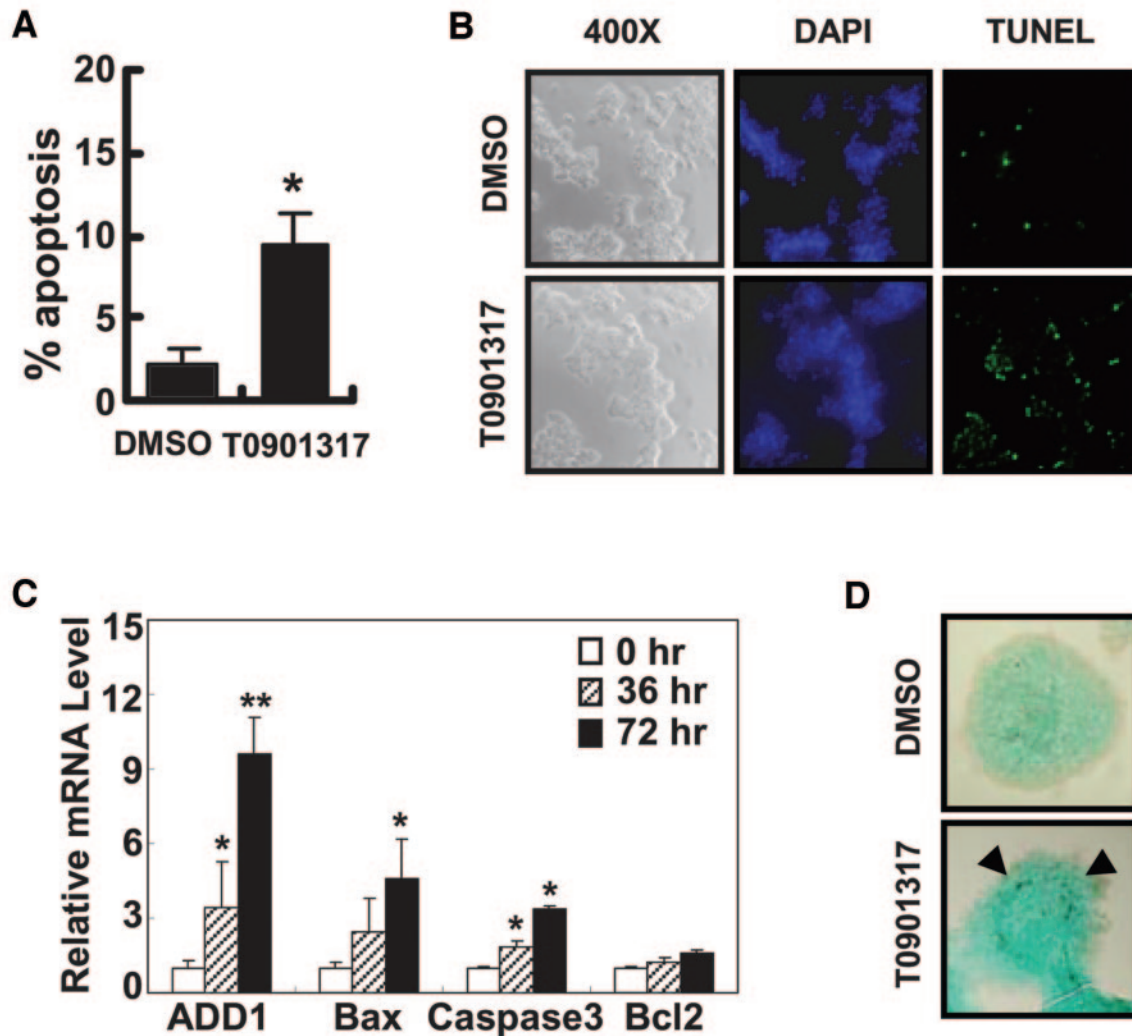 A
20
15
10
5
0
% apoptosis
*
DMSO T0901317
B
400X DAPI TUNEL
DMSO
T0901317
C
15
12
9
6
3
0
Relative mRNA Level
0 hr
36 hr
72 hr
* **
*
* *
ADD1 Bax Caspase3 Bcl2
D
DMSO
T0901317